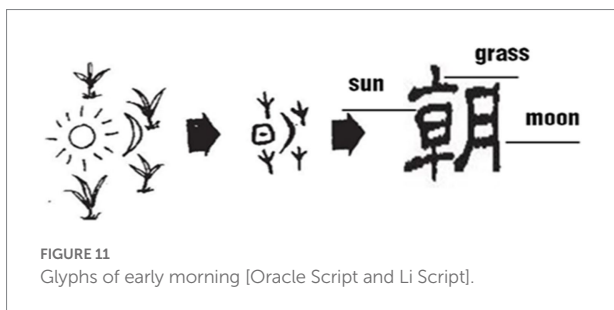 grass
sun
朝
moon
FIGURE 11
Glyphs of early morning [Oracle Script and Li Script].